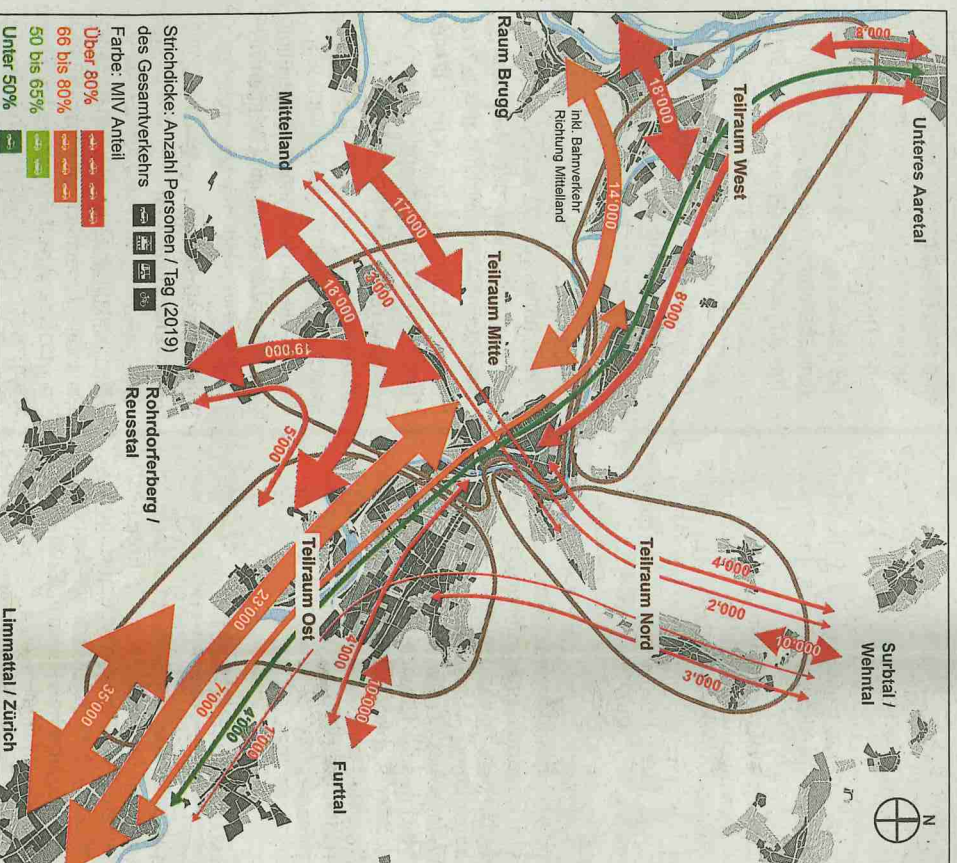 Unteres Aaretal
8'000
Teilraum West
18'000
Raum Brugg
inkl. Bahnverkehr
Richtung Mittelland
14'000
8'000
Mittelland
17'000
Teilraum Mitte
3'000
18'000
19'000
5'000
Rohrdorferberg /
Reusstal
Surbtal /
Wehntal
N
Teilraum Nord
4'000
2'000
10'000
3'000
Furttal
4'000
10'000
Teilraum Ost
23'000
7'000
4'000
1'000
35'000
Limmattal / Zürich
Strichdicke: Anzahl Personen / Tag (2019)
des Gesamtverkehrs
Farbe: MIV Anteil
Über 80%
66 bis 80%
50 bis 65%
Unter 50%